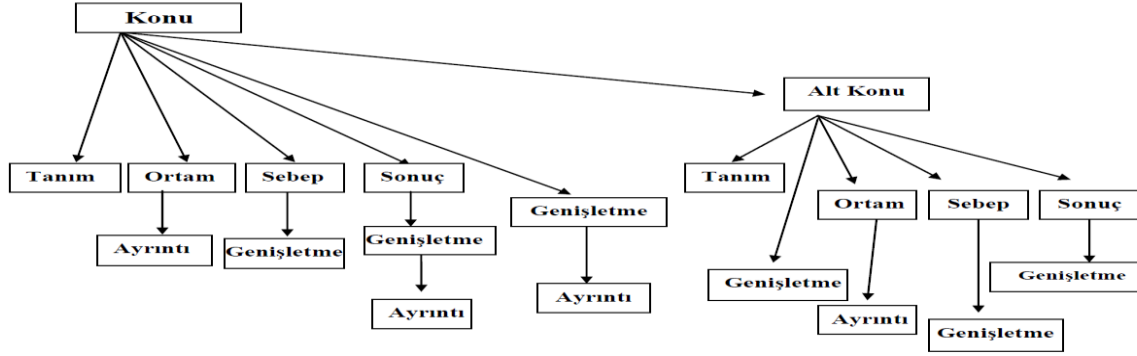 Konu
Alt Konu
Tanım
Ortam
Sebep
Sonuç
Tanım
Genişletme
Ortam
Sebep
Sonuç
Ayrıntı
Genişletme
Genişletme
Genişletme
Genişletme
Ayrıntı
Ayrıntı
Ayrıntı
Genişletme